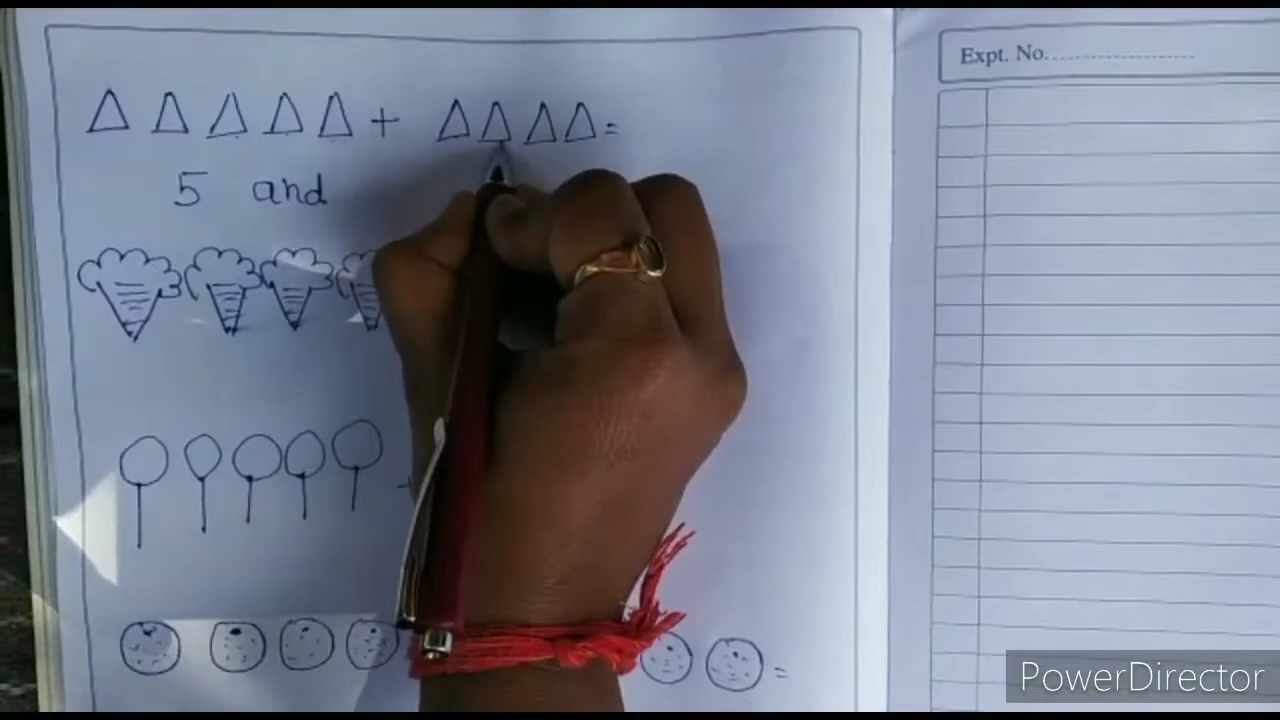 Expt. No.
+ =
5 and
=
PowerDirector